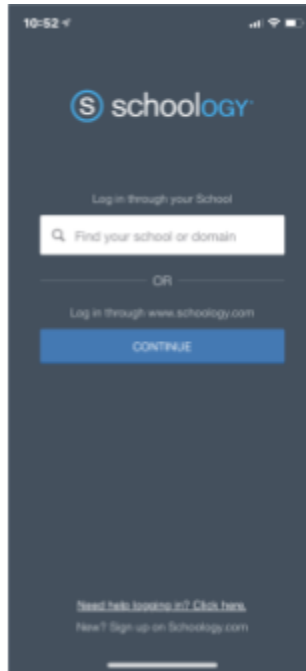 10:52
S schoology
Log in through your School
Find your school or domain
OR
Log in through www.schoology.com
CONTINUE
Need help logging in? Click here.
New? Sign up on Schoology.com